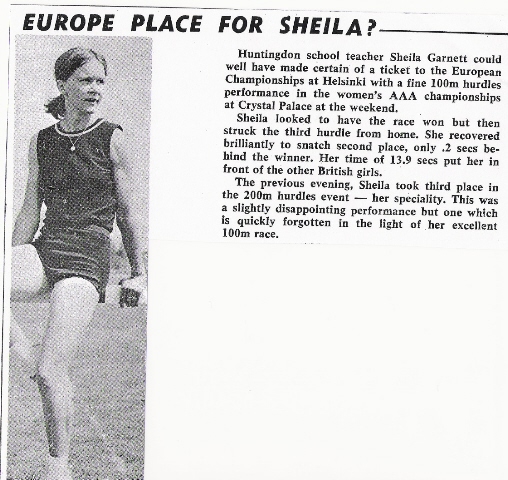 EUROPE PLACE FOR SHEILA?
Huntingdon school teacher Sheila Garnett could
well have made certain of a ticket to the European
Championships at Helsinki with a fine 100m hurdles
performance in the women's AAA championships
at Crystal Palace at the weekend.
Sheila looked to have the race won but then
struck the third hurdle from home. She recovered
brilliantly to snatch second place, only .2 secs be-
hind the winner. Her time of 13.9 secs put her in
front of the other British girls.
The previous evening, Sheila took third place in
the 200m hurdles event — her speciality. This was
a slightly disappointing performance but one which
is quickly forgotten in the light of her excellent
100m race.